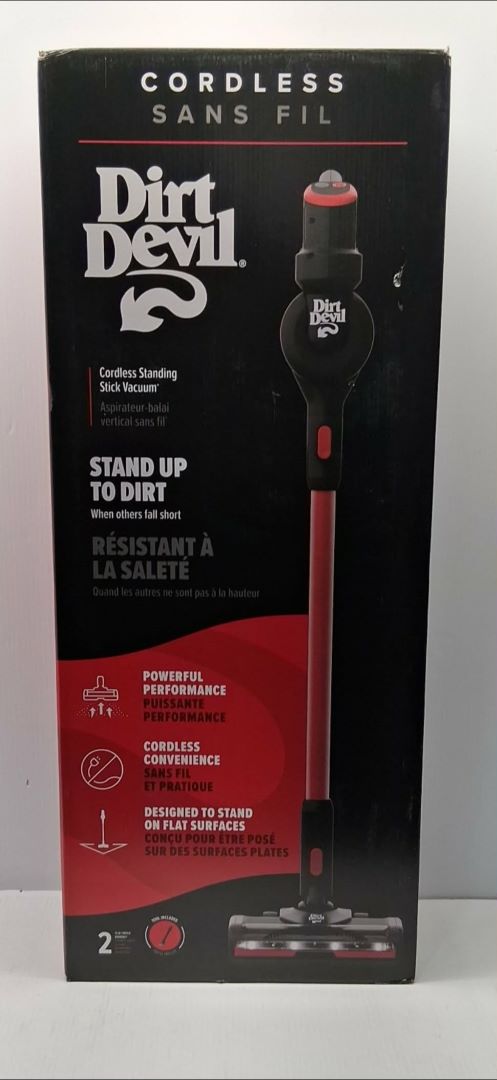 CORDLESS
SANS FIL
Dirt
Devil®
Dirt
Devil
Cordless Standing
Stick Vacuum*
Aspirateur-balai
vertical sans fil*
STAND UP
TO DIRT
When others fall short
RÉSISTANT À
LA SALETÉ
Quand les autres ne sont pas à la hauteur
POWERFUL
PERFORMANCE
PUISSANTE
PERFORMANCE
CORDLESS
CONVENIENCE
SANS FIL
ET PRATIQUE
DESIGNED TO STAND
ON FLAT SURFACES
CONÇU POUR ÊTRE POSÉ
SUR DES SURFACES PLATES
2
Dirt
Devil